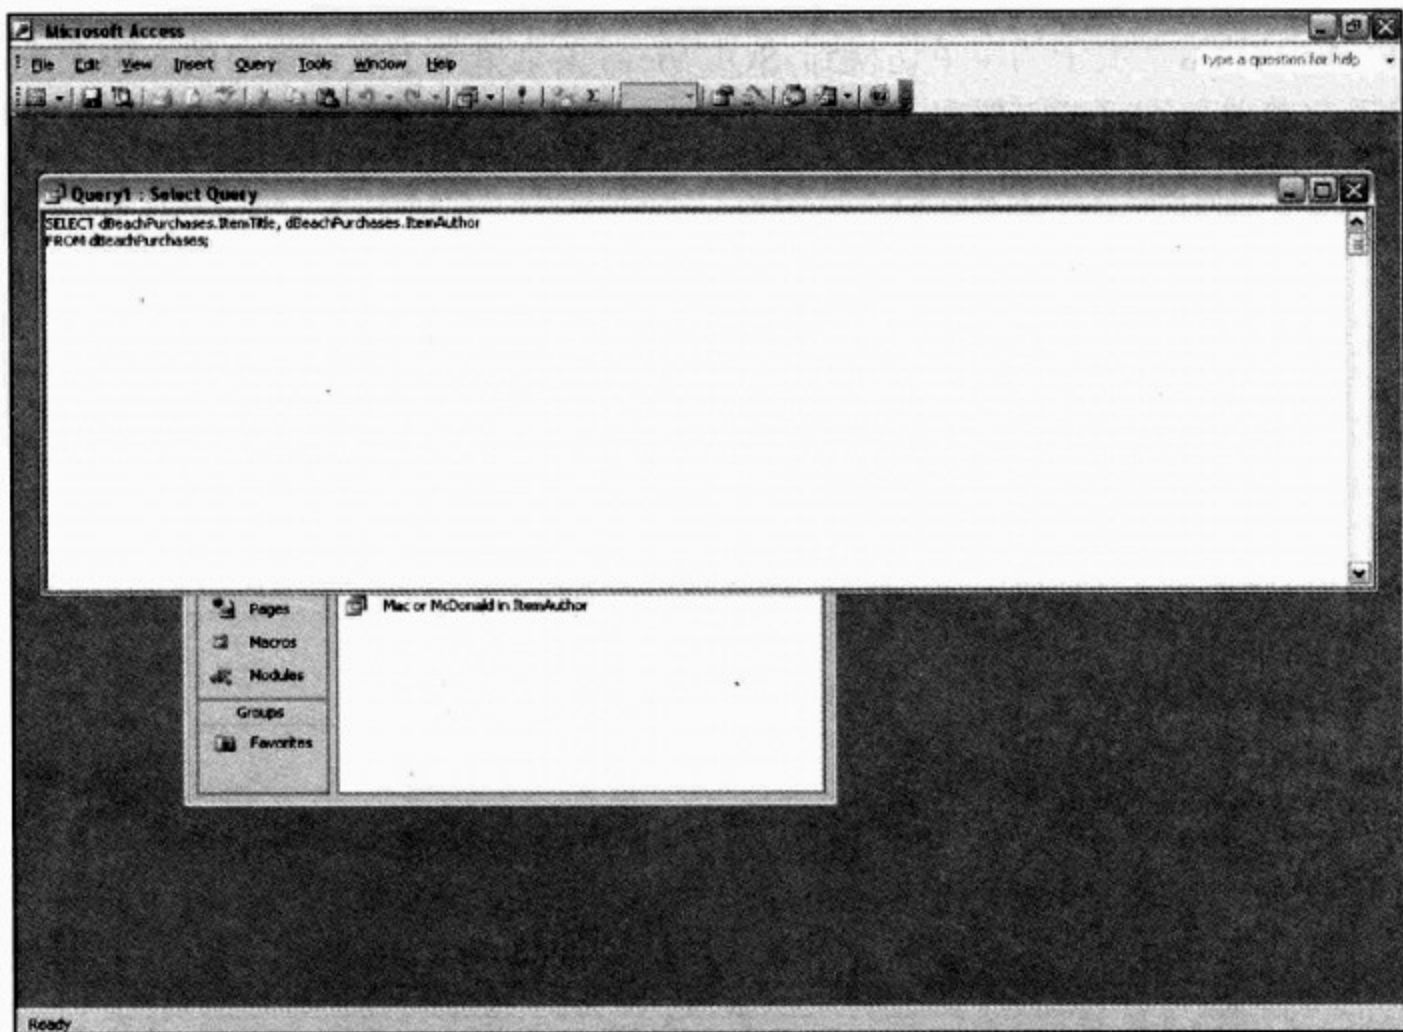 Microsoft Access
File Edit View Insert Query Tools Window Help
Type a question for help
Query1 : Select Query
SELECT dBeachPurchases.ItemTitle, dBeachPurchases.ItemAuthor
FROM dBeachPurchases;
Pages
Mac or McDonald in ItemAuthor
Macros
Modules
Groups
Favorites
Ready